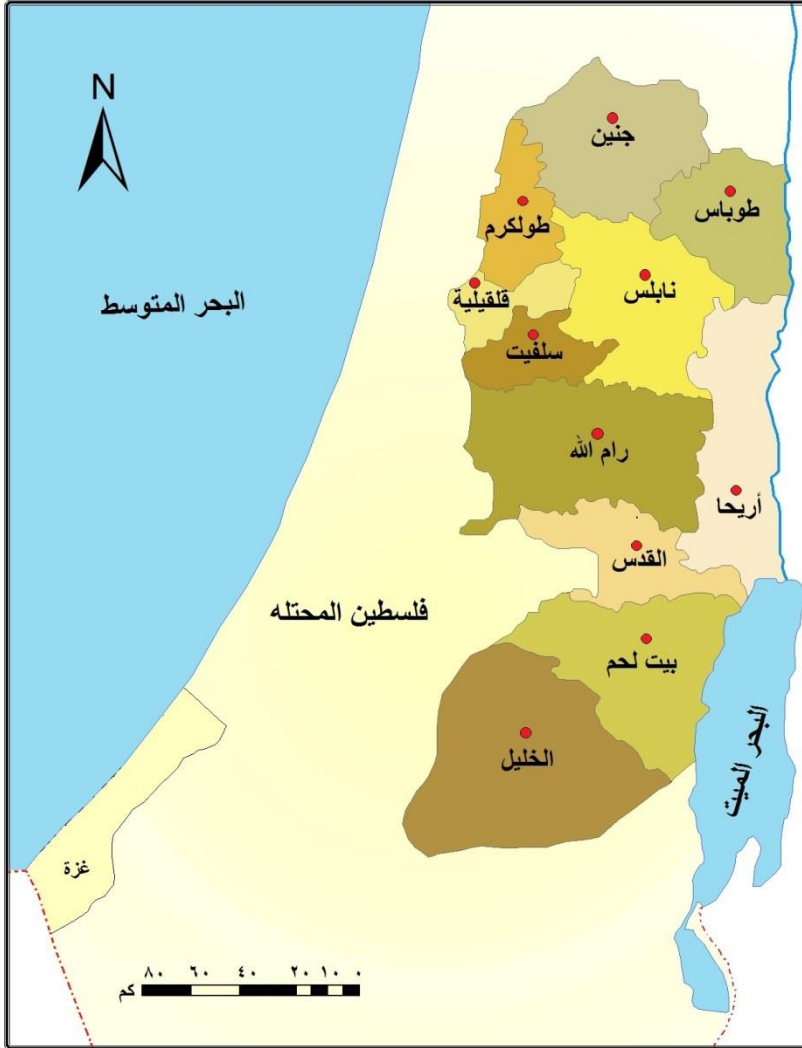 N
جنين
طوباس
طولكرم
نابلس
قلقيلية
البحر المتوسط
سلفيت
رام الله
أريحا
القدس
فلسطين المحتله
بيت لحم
البحر الميت
الخليل
غزة
٠ ١٠ ٢٠ ٤٠ ٦٠ ٨٠
كم